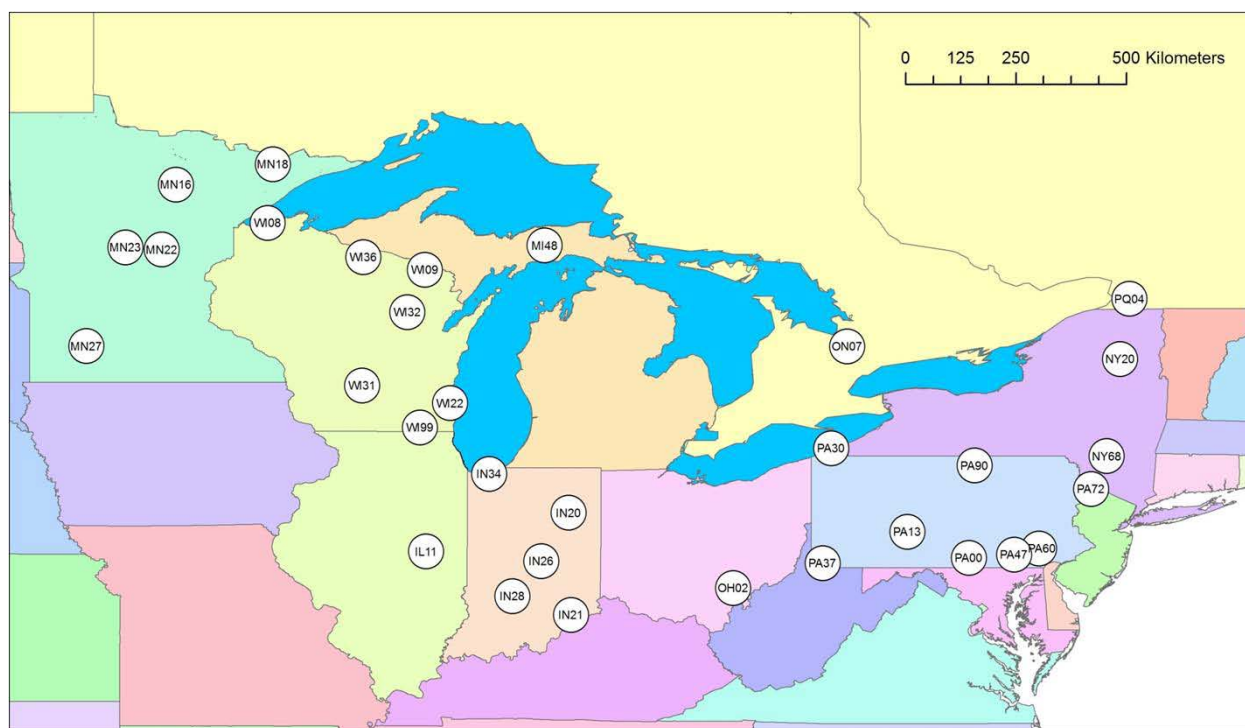 0 125 250 500 Kilometers
MN18
MN16
WI08
MN23
MN22
WI36
MI48
WI09
PQ04
WI32
MN27
ON07
NY20
WI31
WI22
WI99
PA30
NY68
PA90
IN34
PA72
IN20
PA13
IL11
PA60
PA47
PA00
IN26
PA37
OH02
IN28
IN21